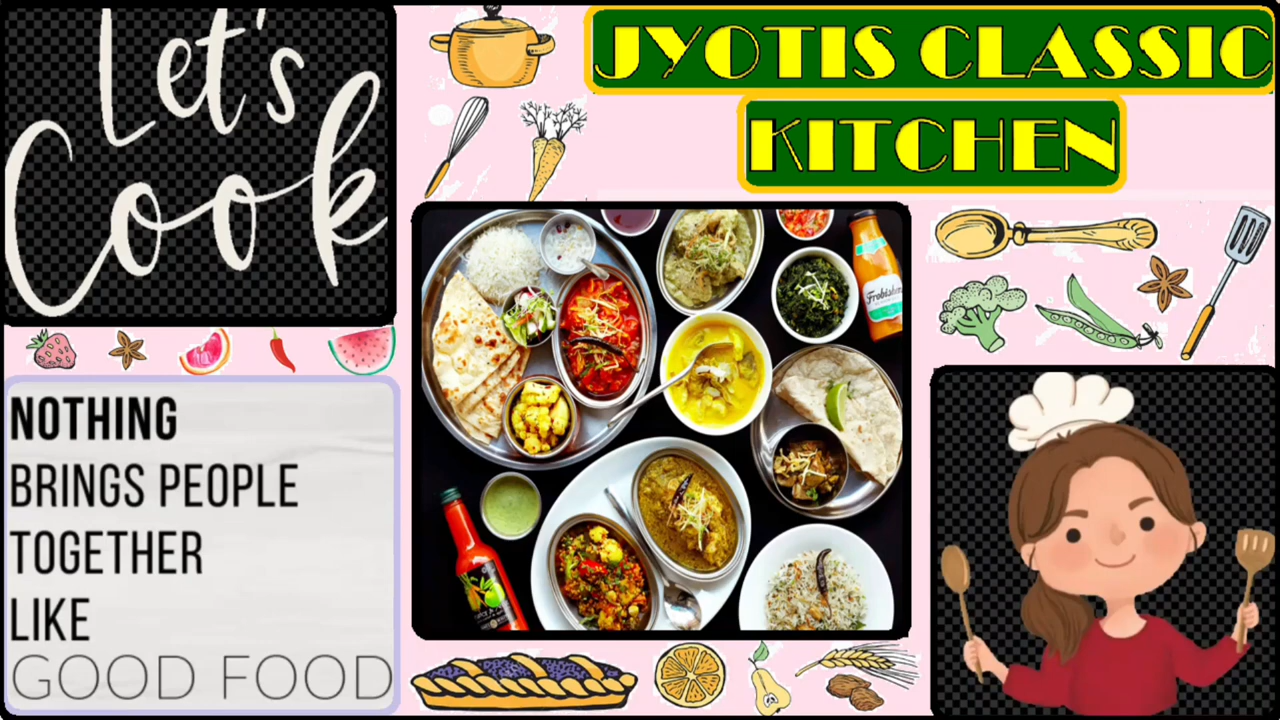 Let's
Cook
JYOTIS CLASSIC
KITCHEN
NOTHING
BRINGS PEOPLE
TOGETHER
LIKE
GOOD FOOD